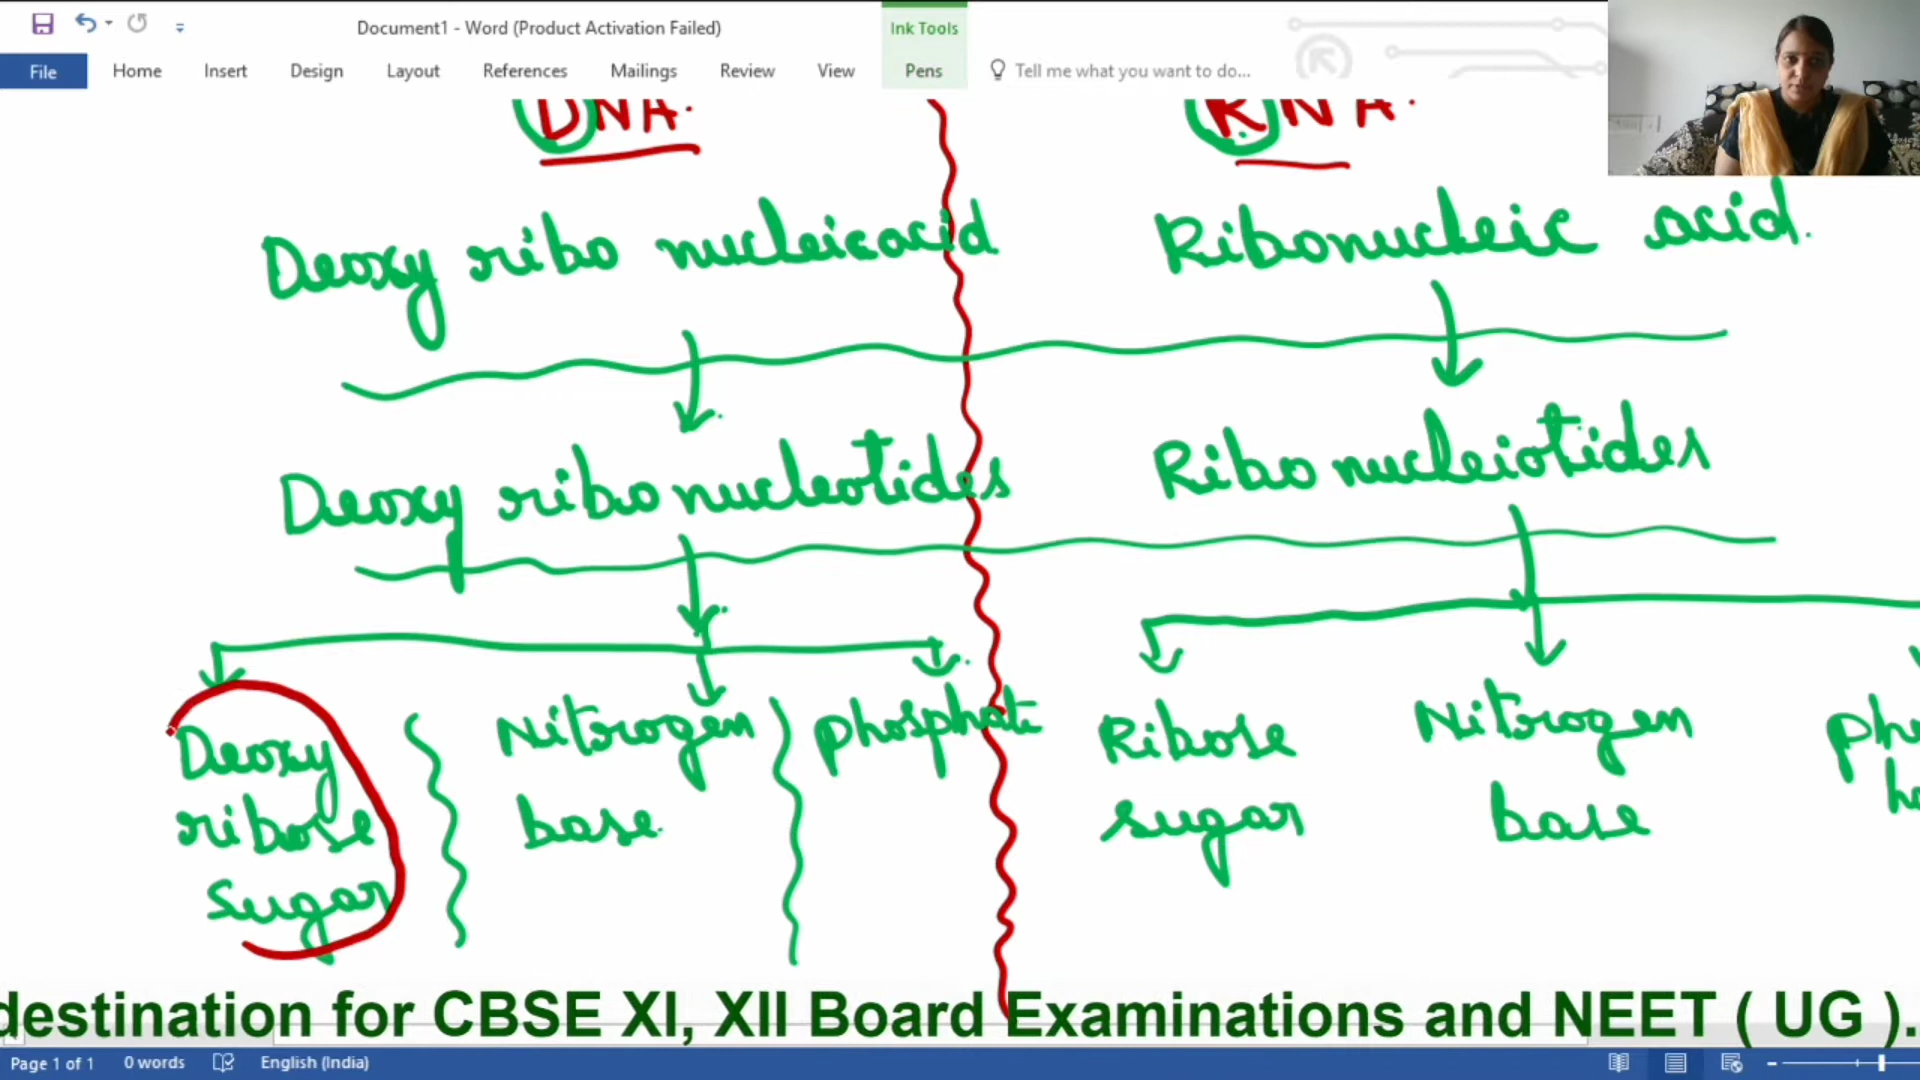 Document1 - Word (Product Activation Failed)
Ink Tools
File Home Insert Design Layout References Mailings Review View Pens Tell me what you want to do...
DNA. RNA.
Deoxy ribo nucleicacid Ribonucleic acid.
Deoxy ribo nucleotides Ribo nucleiotides
Deoxy ribose sugar
Nitrogen base
phosphate
Ribose sugar
Nitrogen base
destination for CBSE XI, XII Board Examinations and NEET ( UG ).
Page 1 of 1 0 words English (India)